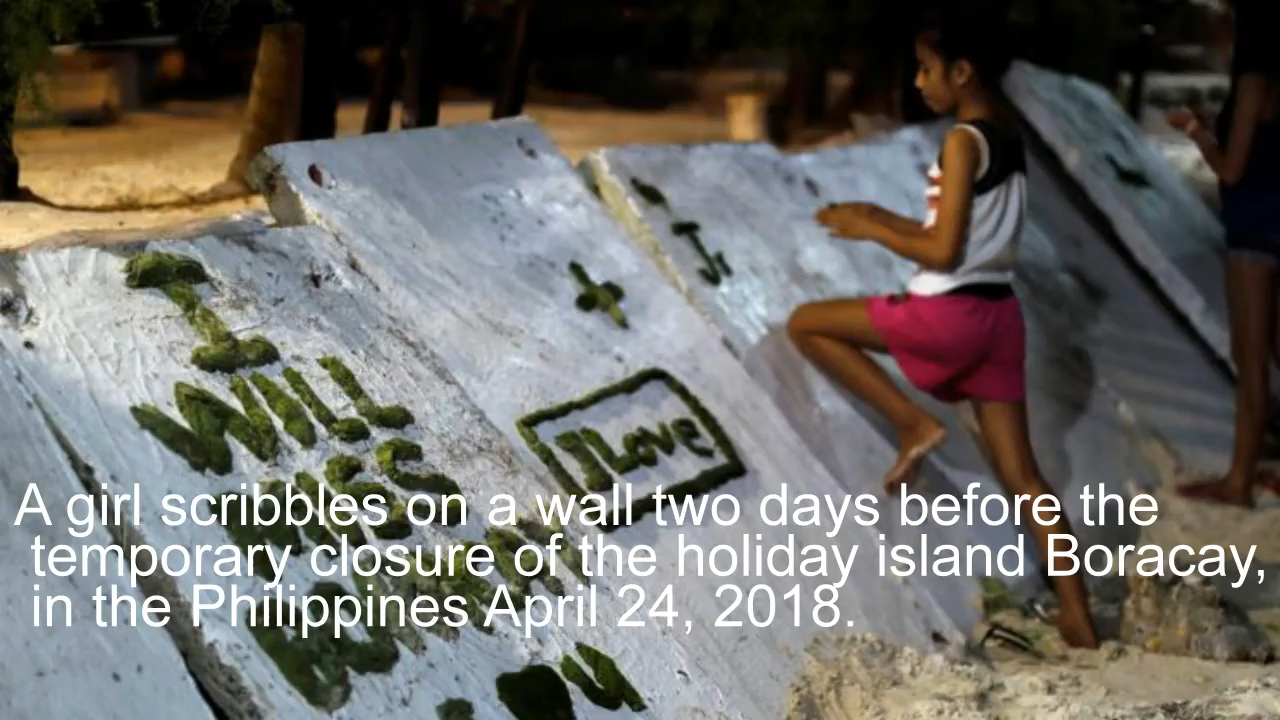 I
WILL
I Love
A girl scribbles on a wall two days before the
temporary closure of the holiday island Boracay,
in the Philippines April 24, 2018.